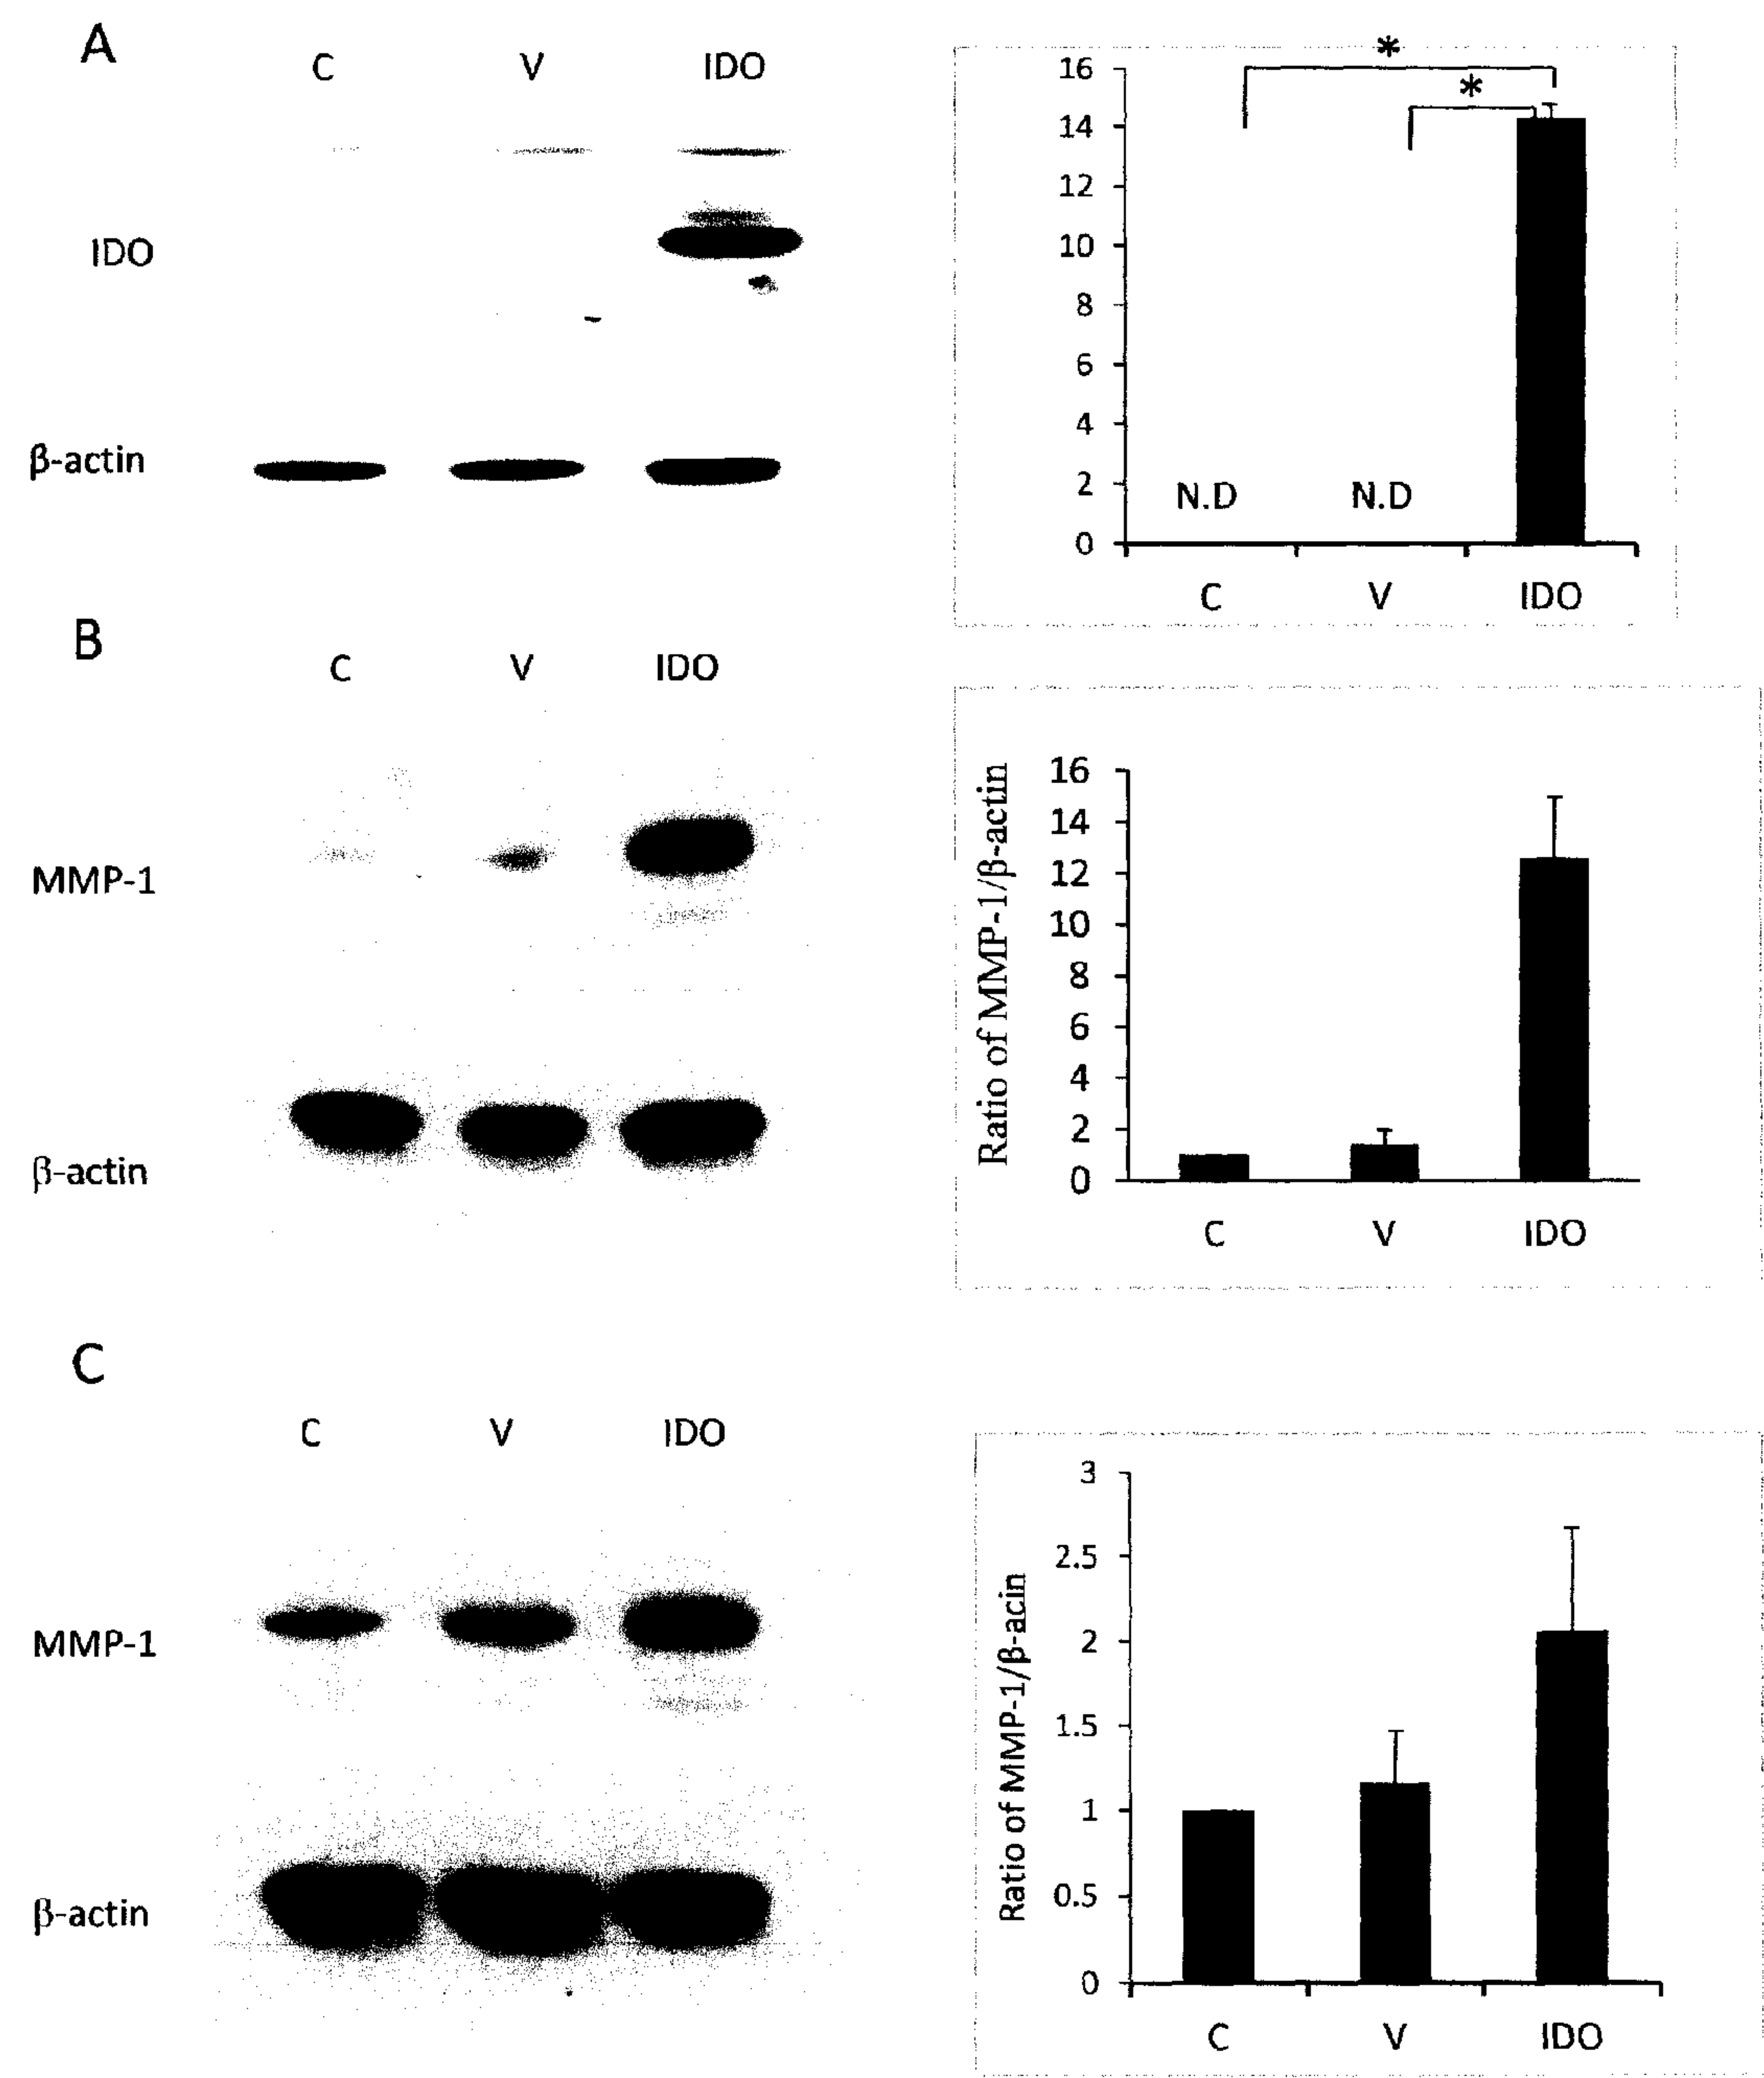 A
C V IDO
IDO
β-actin
*
*
16
14
12
10
8
6
4
2
0
N.D N.D
C V IDO
B
C V IDO
MMP-1
β-actin
Ratio of MMP-1/β-actin
16
14
12
10
8
6
4
2
0
C V IDO
C
C V IDO
MMP-1
β-actin
Ratio of MMP-1/β-acin
3
2.5
2
1.5
1
0.5
0
C V IDO